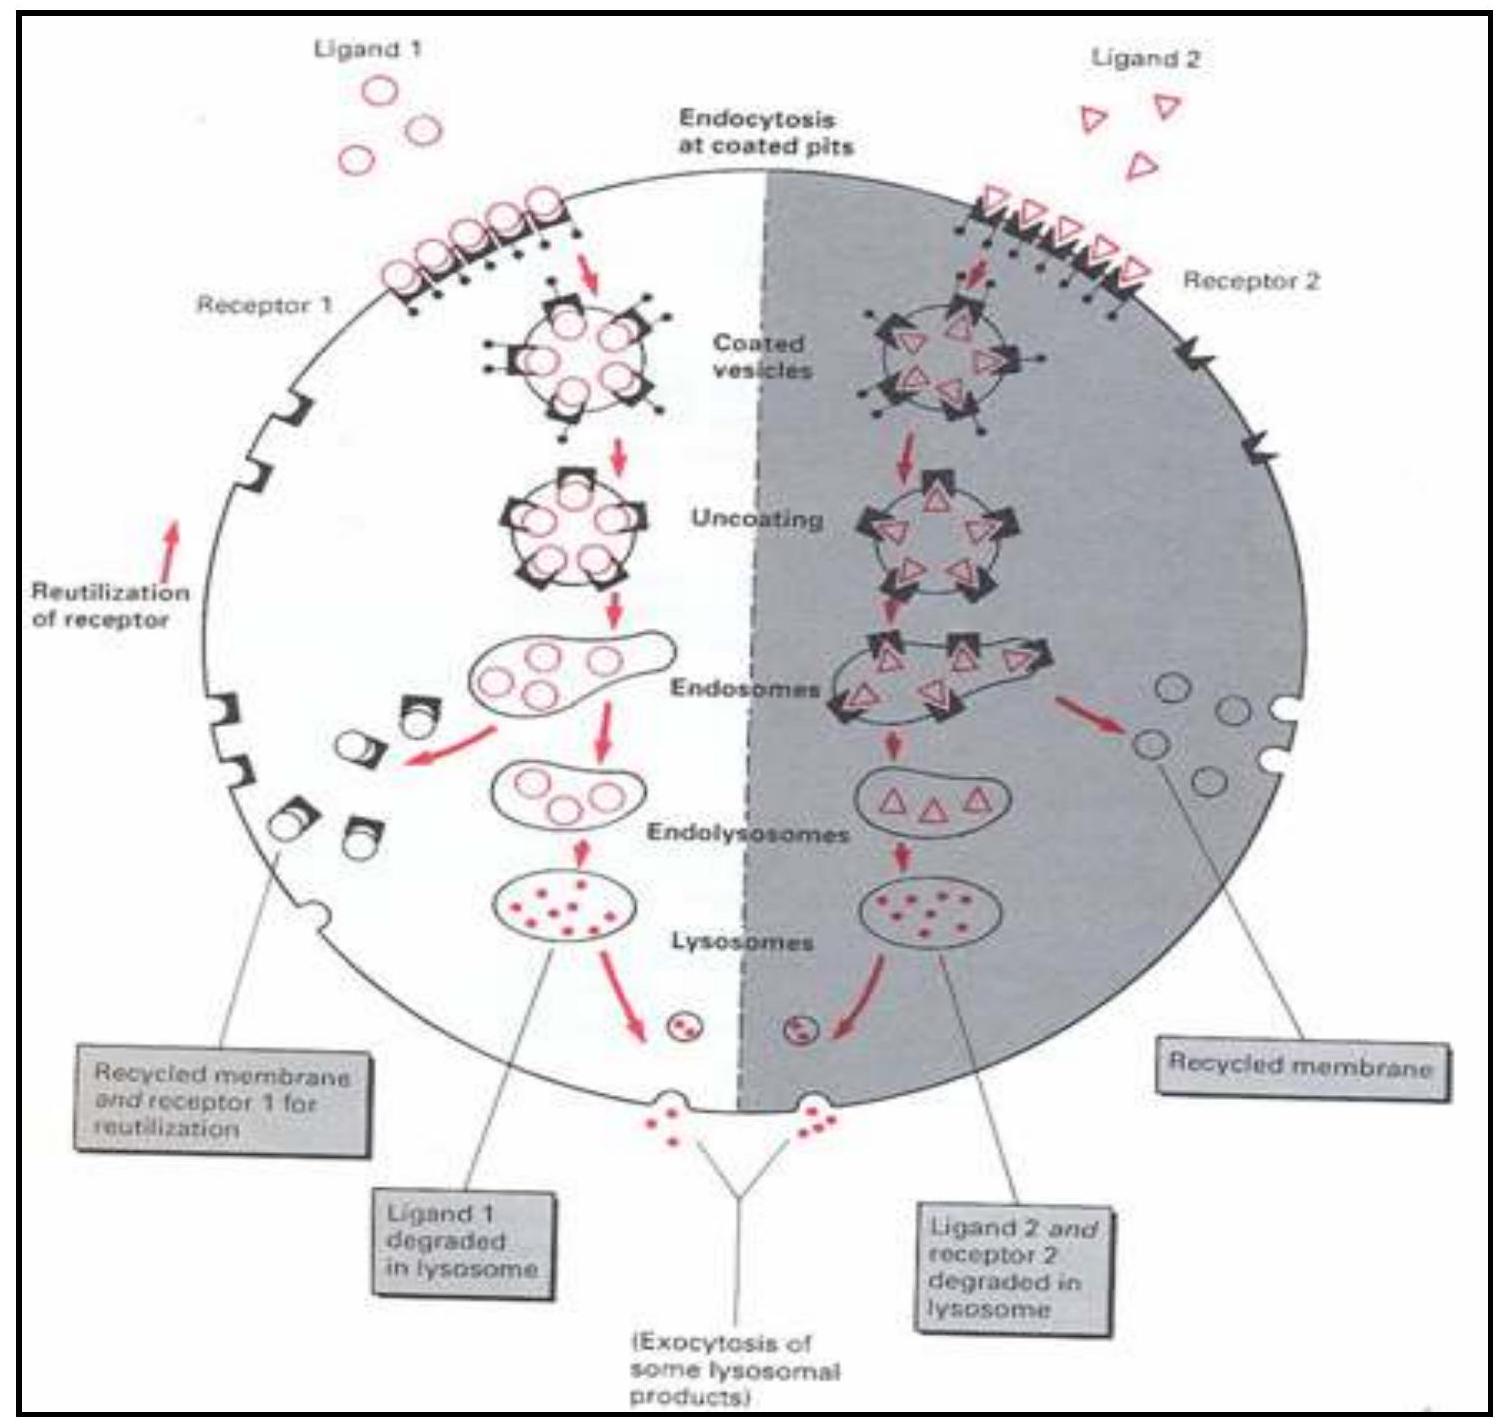 Ligand 1
Ligand 2
Endocytosis
at coated pits
Receptor 1
Receptor 2
Coated
vesicles
Uncoating
Reutilization
of receptor
Endosomes
Endolysosomes
Lysosomes
Recycled membrane
and receptor 1 for
reutilization
Recycled membrane
Ligand 1
degraded
in lysosome
Ligand 2 and
receptor 2
degraded in
lysosome
(Exocytosis of
some lysosomal
products)